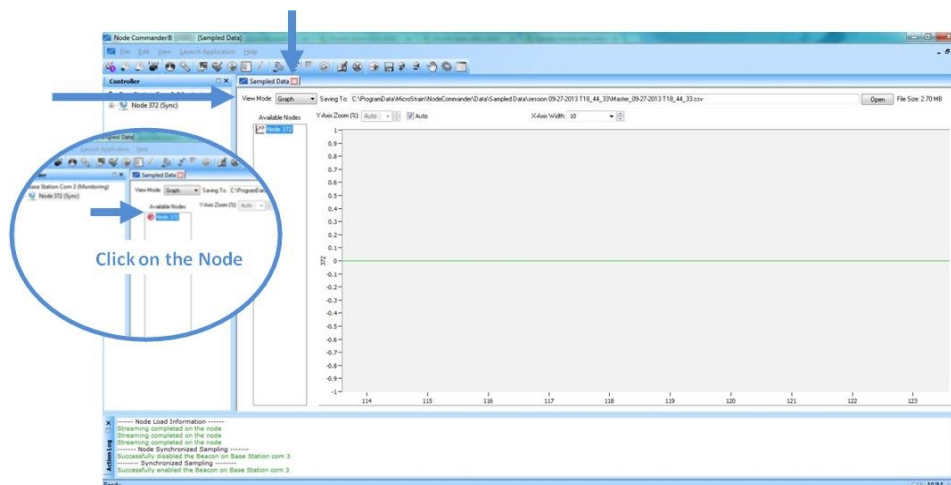 Node Commander® [Sampled Data]
File Edit View Launch Application Help
Controller
Sampled Data
Node 372 (Sync)
View Mode: Graph Saving To: C:\ProgramData\MicroStrain\NodeCommander\Data\Sampled Data\session 09-27-2013 T18_44_33\Master_09-27-2013 T18_44_33.csv Open File Size: 2.70 MB
Available Nodes
Y-Axis Zoom (%): Auto Auto X-Axis Width: 10
Node 372
1
0.9
0.8
0.7
0.6
0.5
0.4
0.3
0.2
0.1
0
-0.1
-0.2
-0.3
-0.4
-0.5
-0.6
-0.7
-0.8
-0.9
-1
372
114 115 116 117 118 119 120 121 122 123
Sampled Data
Base Station Com 3 (Monitoring)
Node 372 (Sync)
View Mode: Graph Saving To: C:\ProgramDa
Available Nodes Y-Axis Zoom (%): Auto
Node 372
Click on the Node
Action Log
------ Node Load Information ------
Streaming completed on the node
Streaming completed on the node
Streaming completed on the node
------ Node Synchronized Sampling ------
Successfully disabled the Beacon on Base Station com 3
-------- Synchronized Sampling --------
Successfully enabled the Beacon on Base Station com 3
Ready
CAP NUM